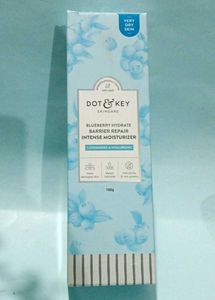 VERY
DRY
SKIN
DOT & KEY
SKINCARE
BLUEBERRY HYDRATE
BARRIER REPAIR
INTENSE MOISTURIZER
CERAMIDES & HYALURONIC
100g